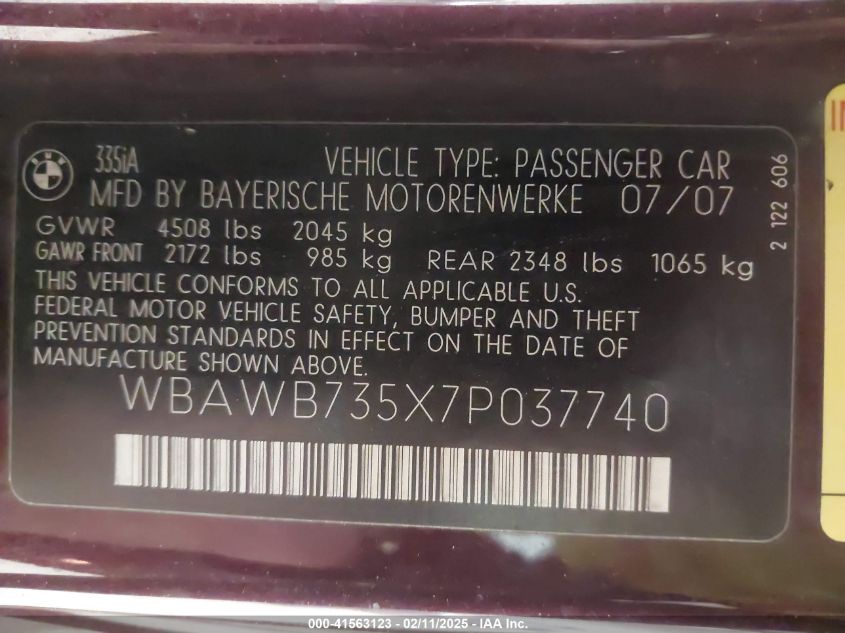 BMW
335iA VEHICLE TYPE: PASSENGER CAR
MFD BY BAYERISCHE MOTORENWERKE 07/07
GVWR 4508 lbs 2045 kg
GAWR FRONT 2172 lbs 985 kg REAR 2348 lbs 1065 kg
THIS VEHICLE CONFORMS TO ALL APPLICABLE U.S.
FEDERAL MOTOR VEHICLE SAFETY, BUMPER AND THEFT
PREVENTION STANDARDS IN EFFECT ON THE DATE OF
MANUFACTURE SHOWN ABOVE.
WBAWB735X7P037740
2 122 606
000-41563123 - 02/11/2025 - IAA Inc.